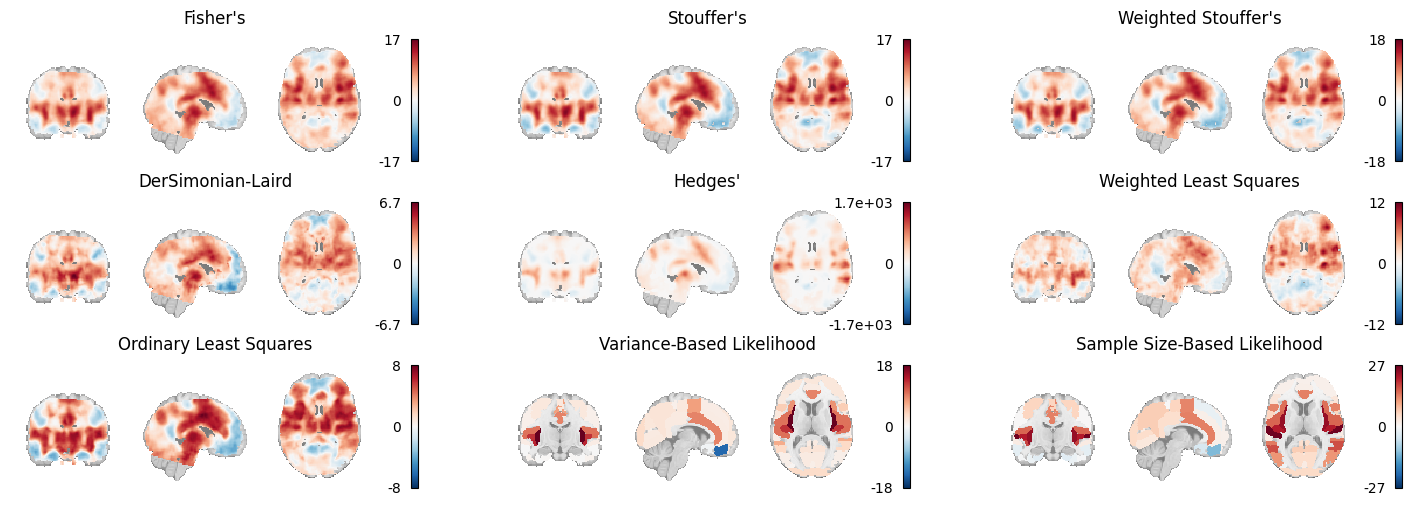 Fisher's
17
0
-17
Stouffer's
17
0
-17
Weighted Stouffer's
18
0
-18
DerSimonian-Laird
6.7
0
-6.7
Hedges'
1.7e+03
0
-1.7e+03
Weighted Least Squares
12
0
-12
Ordinary Least Squares
8
0
-8
Variance-Based Likelihood
18
0
-18
Sample Size-Based Likelihood
27
0
-27